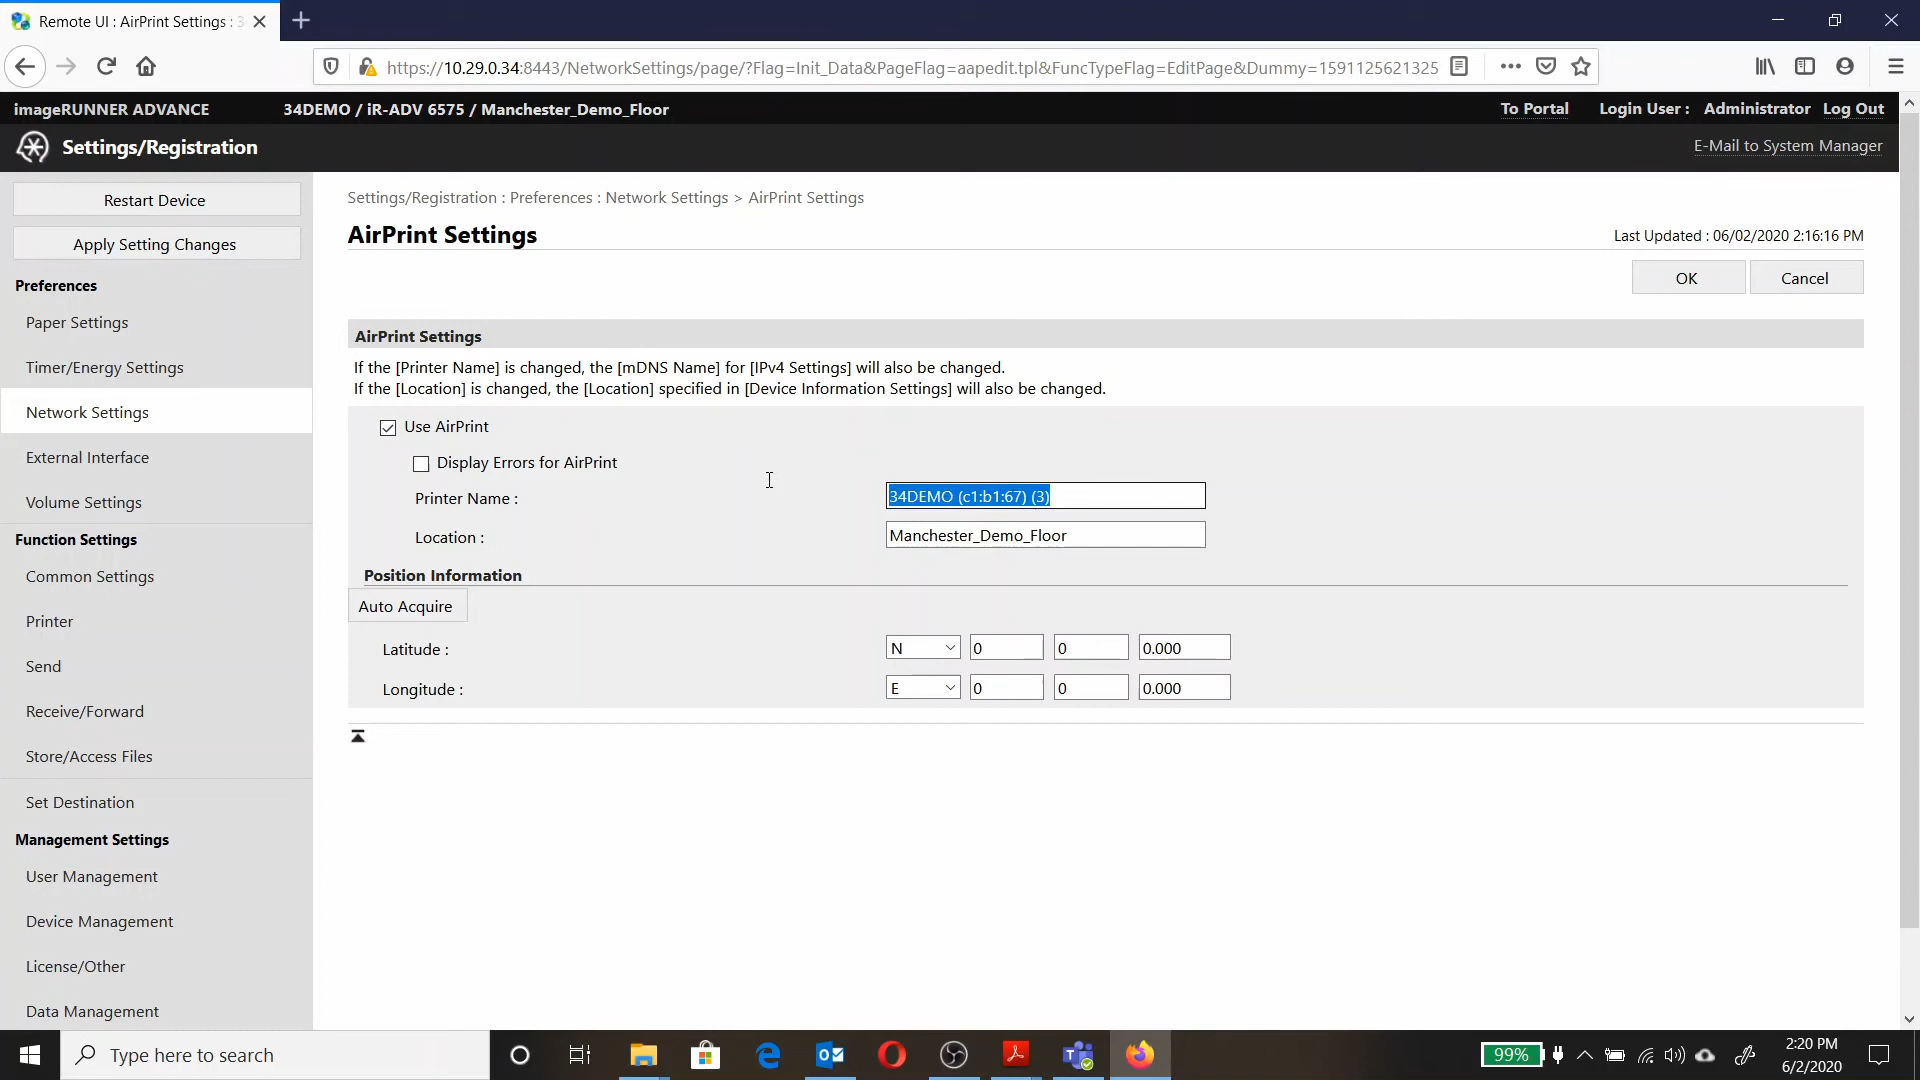 Remote UI : AirPrint Settings : 3
https://10.29.0.34:8443/NetworkSettings/page/?Flag=Init_Data&PageFlag=aapedit.tpl&FuncTypeFlag=EditPage&Dummy=1591125621325
imageRUNNER ADVANCE 34DEMO / iR-ADV 6575 / Manchester_Demo_Floor To Portal Login User : Administrator Log Out
Settings/Registration E-Mail to System Manager
Restart Device
Apply Setting Changes
Preferences
Paper Settings
Timer/Energy Settings
Network Settings
External Interface
Volume Settings
Function Settings
Common Settings
Printer
Send
Receive/Forward
Store/Access Files
Set Destination
Management Settings
User Management
Device Management
License/Other
Data Management
Settings/Registration : Preferences : Network Settings > AirPrint Settings
AirPrint Settings
Last Updated : 06/02/2020 2:16:16 PM
OK Cancel
AirPrint Settings
If the [Printer Name] is changed, the [mDNS Name] for [IPv4 Settings] will also be changed.
If the [Location] is changed, the [Location] specified in [Device Information Settings] will also be changed.
Use AirPrint
Display Errors for AirPrint
Printer Name : 34DEMO (c1:b1:67) (3)
Location : Manchester_Demo_Floor
Position Information
Auto Acquire
Latitude : N 0 0 0.000
Longitude : E 0 0 0.000
Type here to search
99%
2:20 PM
6/2/2020